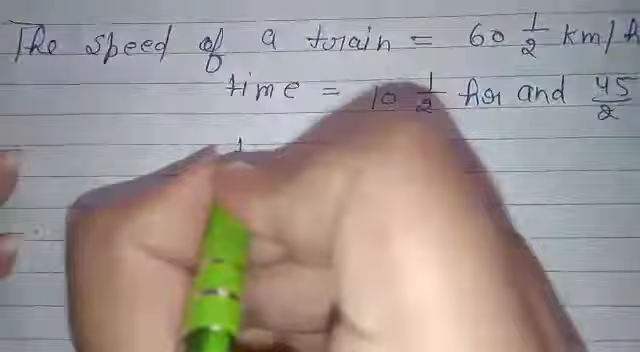 The speed of a train = 60 1/2 km/h
time = 10 1/2 hr and 45/2